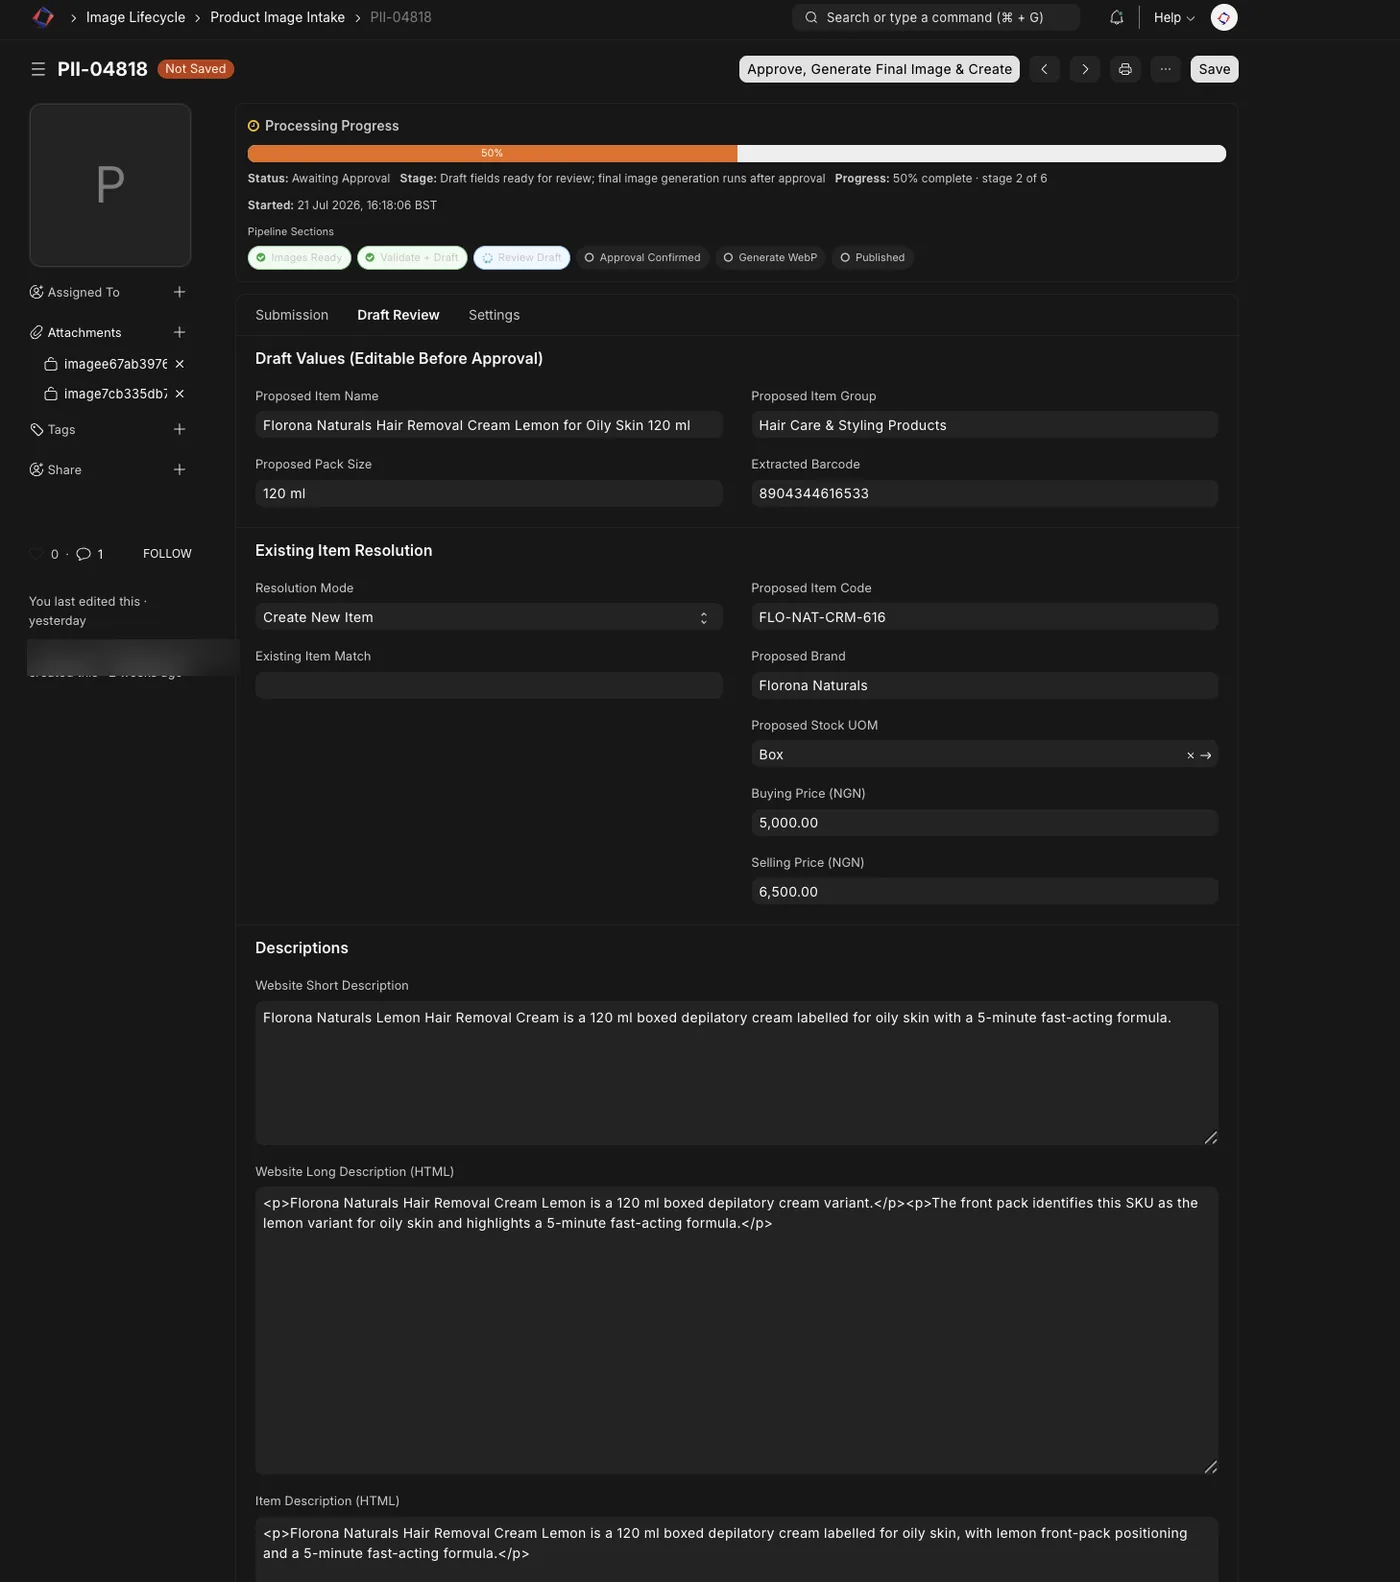 Image Lifecycle > Product Image Intake > PII-04818
Search or type a command (⌘ + G)
Help
PII-04818 Not Saved
Approve, Generate Final Image & Create
Save
P
Assigned To
Attachments
imagee67ab3976
image7cb335db7
Tags
Share
0 · 1 FOLLOW
You last edited this ·
yesterday
Processing Progress
50%
Status: Awaiting Approval Stage: Draft fields ready for review; final image generation runs after approval Progress: 50% complete · stage 2 of 6
Started: 21 Jul 2026, 16:18:06 BST
Pipeline Sections
Images Ready Validate + Draft Review Draft Approval Confirmed Generate WebP Published
Submission Draft Review Settings
Draft Values (Editable Before Approval)
Proposed Item Name
Florona Naturals Hair Removal Cream Lemon for Oily Skin 120 ml
Proposed Item Group
Hair Care & Styling Products
Proposed Pack Size
120 ml
Extracted Barcode
8904344616533
Existing Item Resolution
Resolution Mode
Create New Item
Existing Item Match
Proposed Item Code
FLO-NAT-CRM-616
Proposed Brand
Florona Naturals
Proposed Stock UOM
Box
Buying Price (NGN)
5,000.00
Selling Price (NGN)
6,500.00
Descriptions
Website Short Description
Florona Naturals Lemon Hair Removal Cream is a 120 ml boxed depilatory cream labelled for oily skin with a 5-minute fast-acting formula.
Website Long Description (HTML)
<p>Florona Naturals Hair Removal Cream Lemon is a 120 ml boxed depilatory cream variant.</p><p>The front pack identifies this SKU as the
lemon variant for oily skin and highlights a 5-minute fast-acting formula.</p>
Item Description (HTML)
<p>Florona Naturals Hair Removal Cream Lemon is a 120 ml boxed depilatory cream labelled for oily skin, with lemon front-pack positioning
and a 5-minute fast-acting formula.</p>